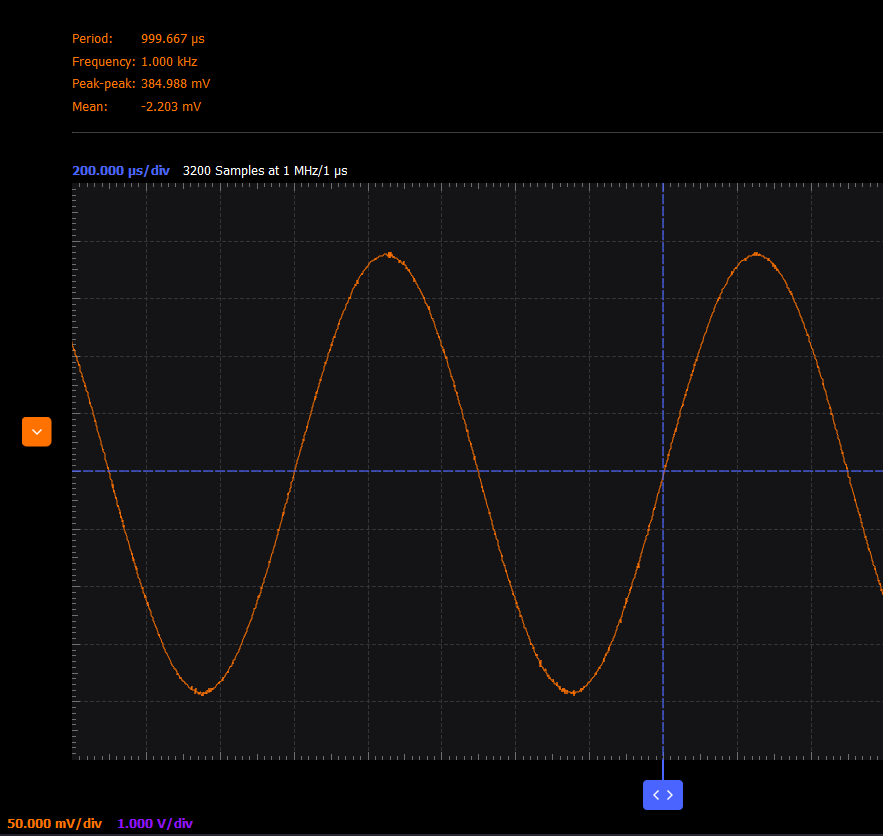 Period: 999.667 µs
Frequency: 1.000 kHz
Peak-peak: 384.988 mV
Mean: -2.203 mV
200.000 µs/div 3200 Samples at 1 MHz/1 µs
50.000 mV/div 1.000 V/div